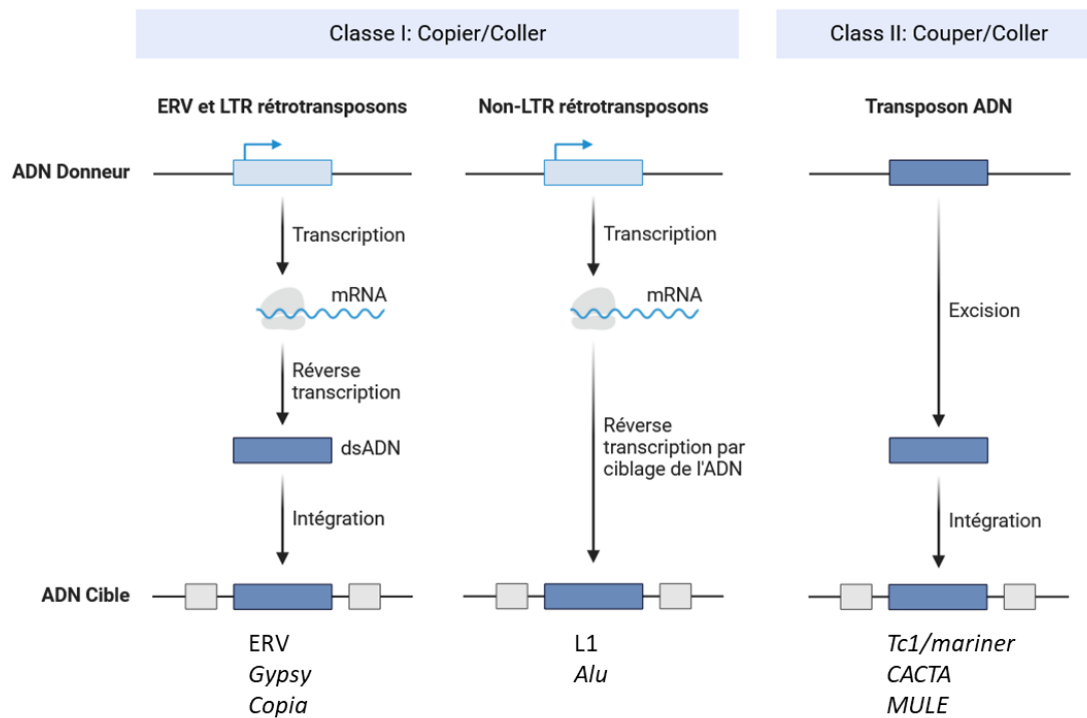 Classe I: Copier/Coller
Class II: Couper/Coller
ERV et LTR rétrotransposons
Non-LTR rétrotransposons
Transposon ADN
ADN Donneur
Transcription
Transcription
mRNA
mRNA
Excision
Réverse
transcription
Réverse
transcription par
ciblage de l'ADN
dsADN
Intégration
Intégration
ADN Cible
ERV
Gypsy
Copia
L1
Alu
Tc1/mariner
CACTA
MULE